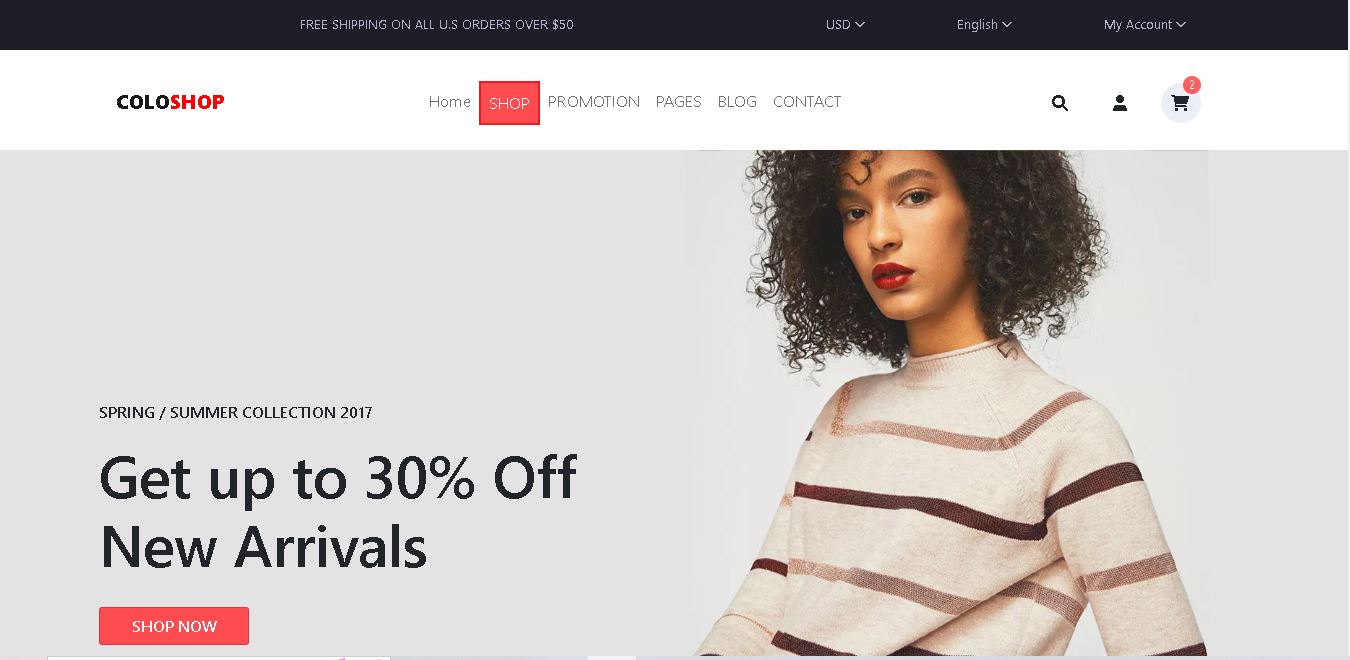 FREE SHIPPING ON ALL U.S ORDERS OVER $50
USD
English
My Account
COLOSHOP
Home
SHOP
PROMOTION
PAGES
BLOG
CONTACT
2
SPRING / SUMMER COLLECTION 2017
Get up to 30% Off
New Arrivals
SHOP NOW